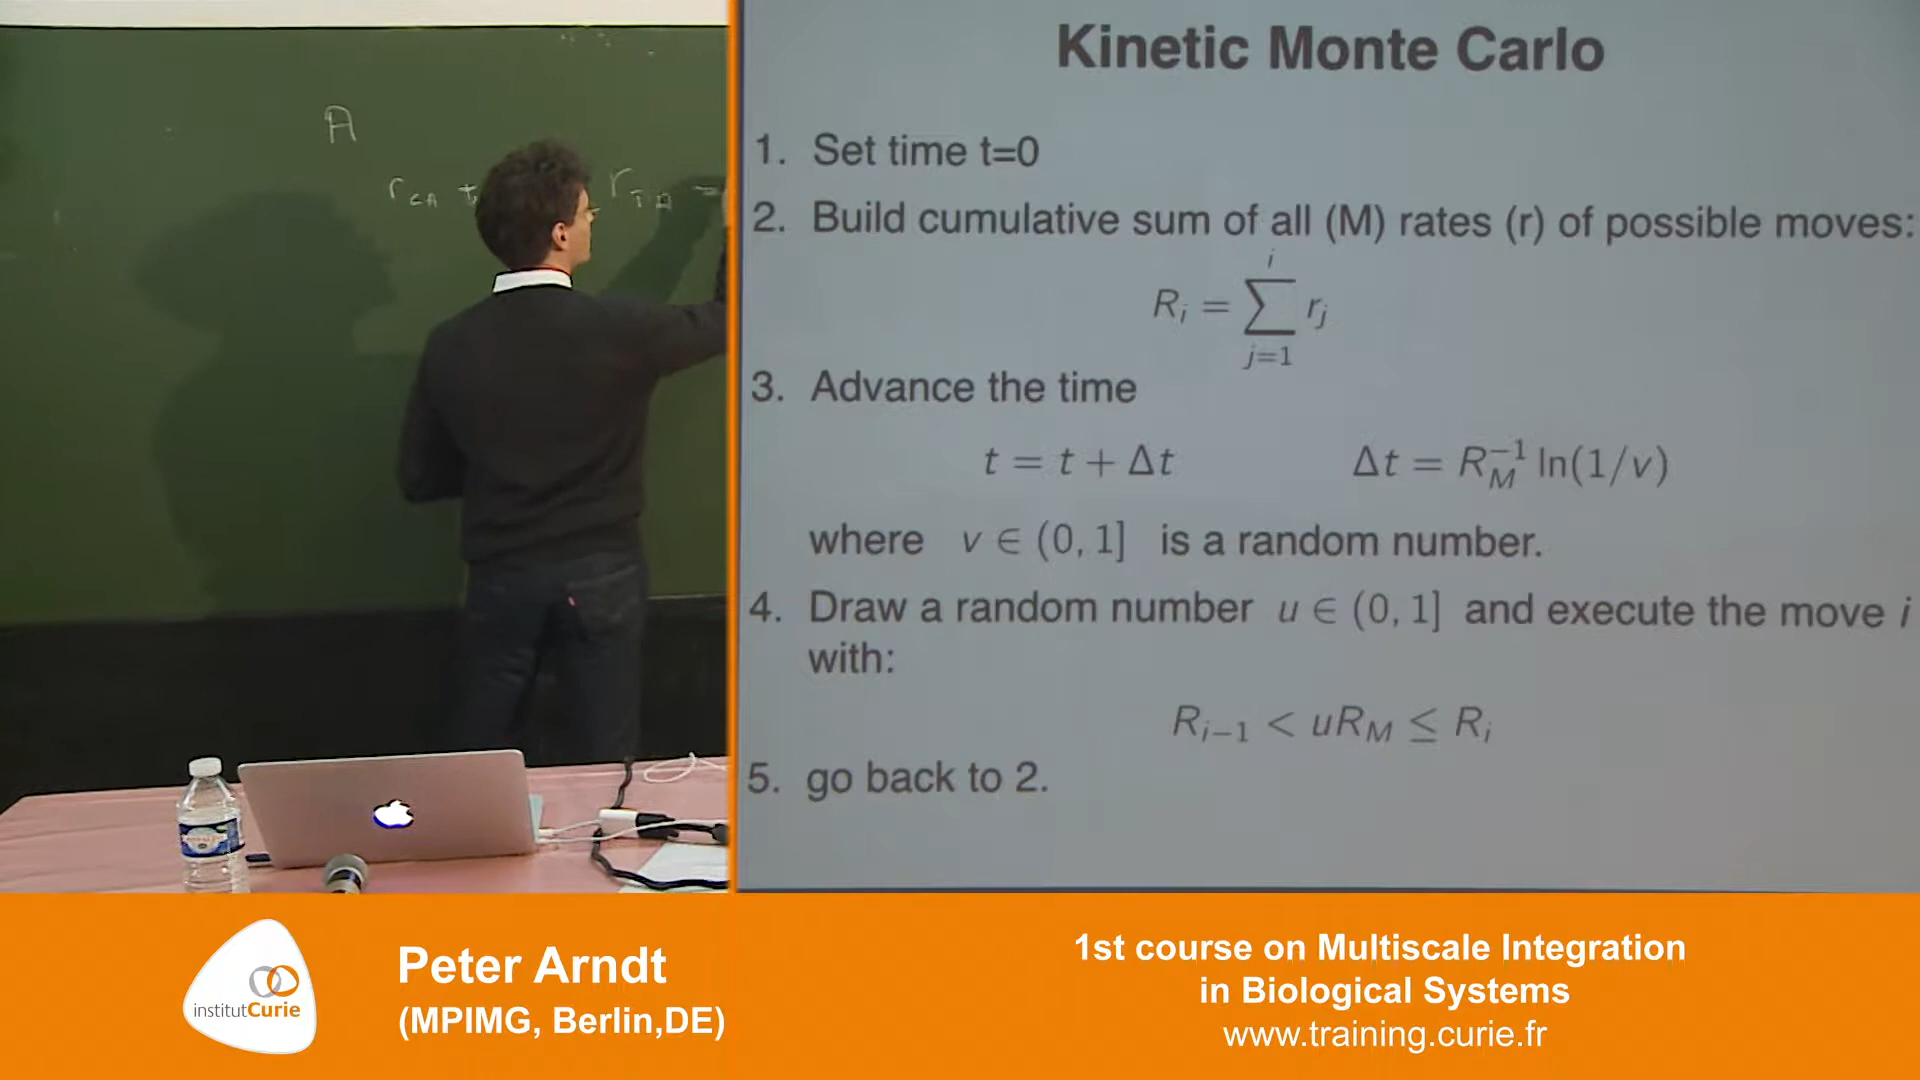 A
r_CA + r_TA
Kinetic Monte Carlo
1. Set time t=0
2. Build cumulative sum of all (M) rates (r) of possible moves:
R_i = \sum_{j=1}^{i} r_j
3. Advance the time
t = t + Δt Δt = R_M^{-1} ln(1/v)
where v ∈ (0, 1] is a random number.
4. Draw a random number u ∈ (0, 1] and execute the move i
with:
R_{i-1} < uR_M ≤ R_i
5. go back to 2.
institutCurie
Peter Arndt
(MPIMG, Berlin,DE)
1st course on Multiscale Integration
in Biological Systems
www.training.curie.fr